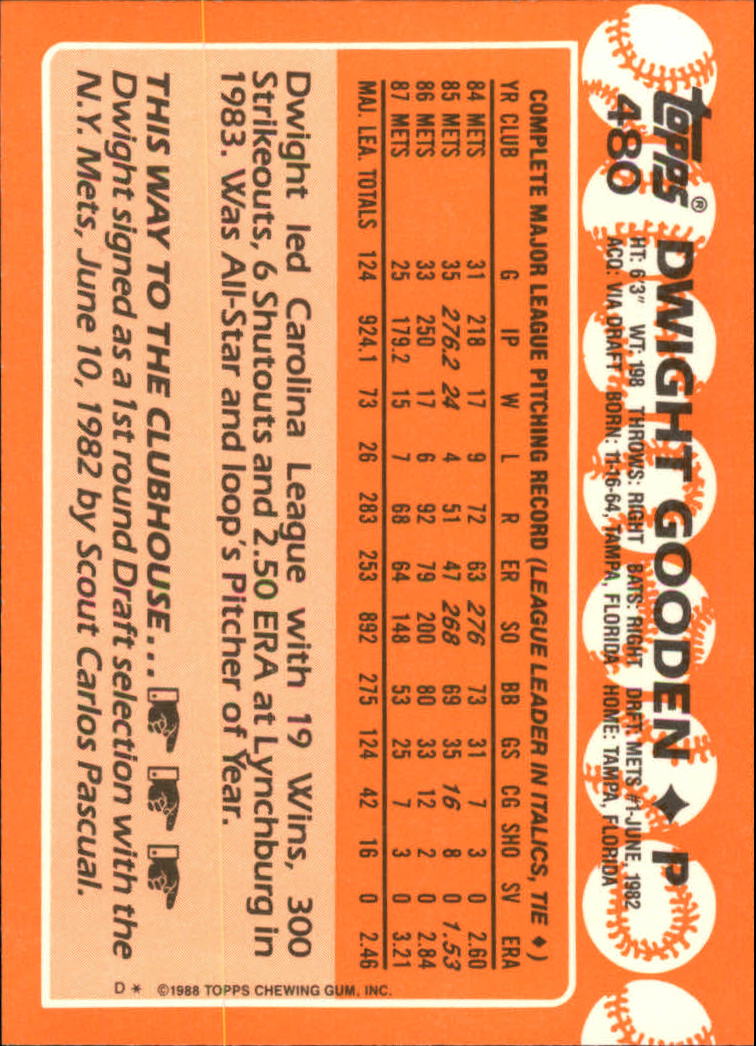 topps®
480
DWIGHT GOODEN ♦ P
HT: 6'3" WT: 198 THROWS: RIGHT BATS: RIGHT DRFT: METS #1-JUNE, 1982
ACQ: VIA DRAFT BORN: 11-16-64, TAMPA, FLORIDA HOME: TAMPA, FLORIDA
COMPLETE MAJOR LEAGUE PITCHING RECORD (LEAGUE LEADER IN ITALICS, TIE ♦)
YR CLUB G IP W L R ER SO BB GS CG SHO SV ERA
84 METS 31 218 17 9 72 63 276 73 31 7 3 0 2.60
85 METS 35 276.2 24 4 51 47 268 69 35 16 8 0 1.53
86 METS 33 250 17 6 92 79 200 80 33 12 2 0 2.84
87 METS 25 179.2 15 7 68 64 148 53 25 7 3 0 3.21
MAJ. LEA. TOTALS 124 924.1 73 26 283 253 892 275 124 42 16 0 2.46
Dwight led Carolina League with 19 Wins, 300
Strikeouts, 6 Shutouts and 2.50 ERA at Lynchburg in
1983. Was All-Star and loop's Pitcher of Year.
THIS WAY TO THE CLUBHOUSE...
Dwight signed as a 1st round Draft selection with the
N.Y. Mets, June 10, 1982 by Scout Carlos Pascual.
D * ©1988 TOPPS CHEWING GUM, INC.